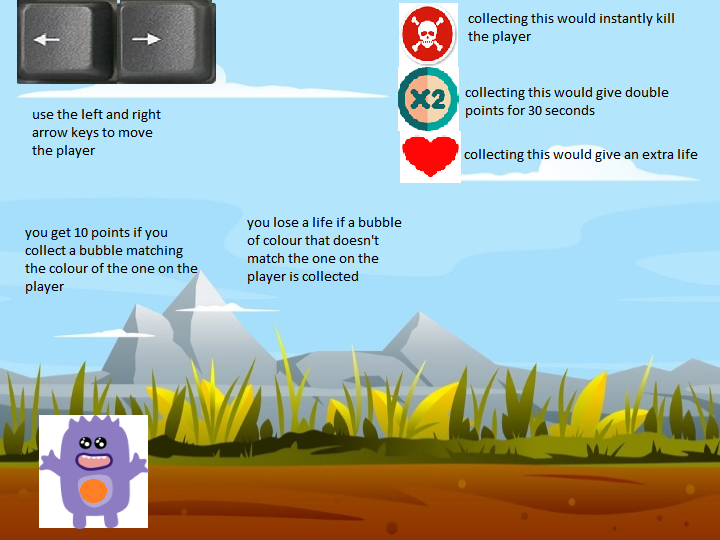 collecting this would instantly kill
the player
X2
collecting this would give double
points for 30 seconds
use the left and right
arrow keys to move
the player
collecting this would give an extra life
you get 10 points if you
collect a bubble matching
the colour of the one on the
player
you lose a life if a bubble
of colour that doesn't
match the one on the
player is collected